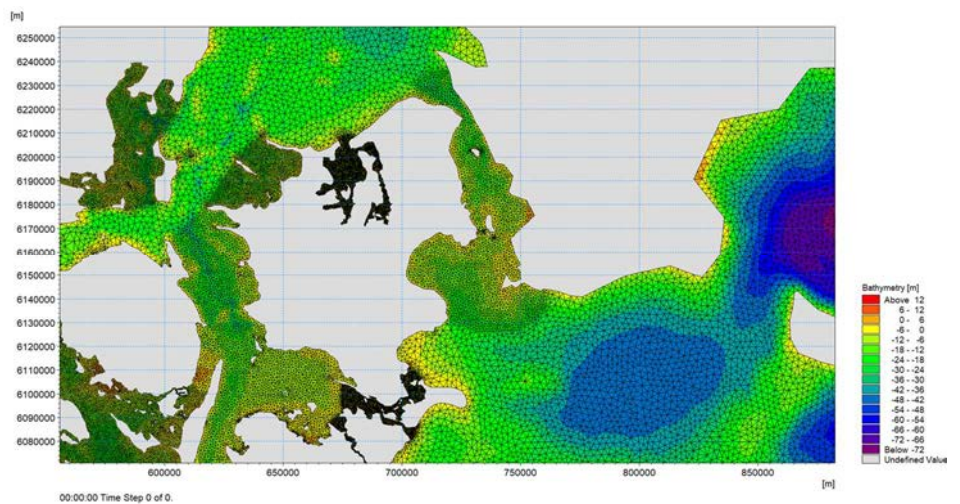 [m]
6250000
6240000
6230000
6220000
6210000
6200000
6190000
6180000
6170000
6160000
6150000
6140000
6130000
6120000
6110000
6100000
6090000
6080000
600000 650000 700000 750000 800000 850000
[m]
Bathymetry [m]
Above 12
6 - 12
0 - 6
-6 - 0
-12 - -6
-18 - -12
-24 - -18
-30 - -24
-36 - -30
-42 - -36
-48 - -42
-54 - -48
-60 - -54
-66 - -60
-72 - -66
Below -72
Undefined Value
00:00:00 Time Step 0 of 0.